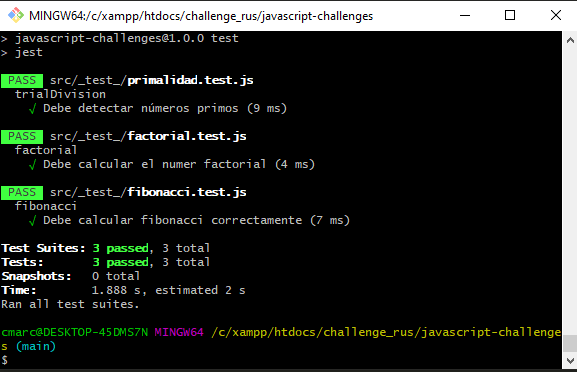 MINGW64:/c/xampp/htdocs/challenge_rus/javascript-challenges
> javascript-challenges@1.0.0 test
> jest
PASS src/_test_/primalidad.test.js
trialDivision
√ Debe detectar números primos (9 ms)
PASS src/_test_/factorial.test.js
factorial
√ Debe calcular el numer factorial (4 ms)
PASS src/_test_/fibonacci.test.js
fibonacci
√ Debe calcular fibonacci correctamente (7 ms)
Test Suites: 3 passed, 3 total
Tests: 3 passed, 3 total
Snapshots: 0 total
Time: 1.888 s, estimated 2 s
Ran all test suites.
cmarc@DESKTOP-45DMS7N MINGW64 /c/xampp/htdocs/challenge_rus/javascript-challenge
s (main)
$